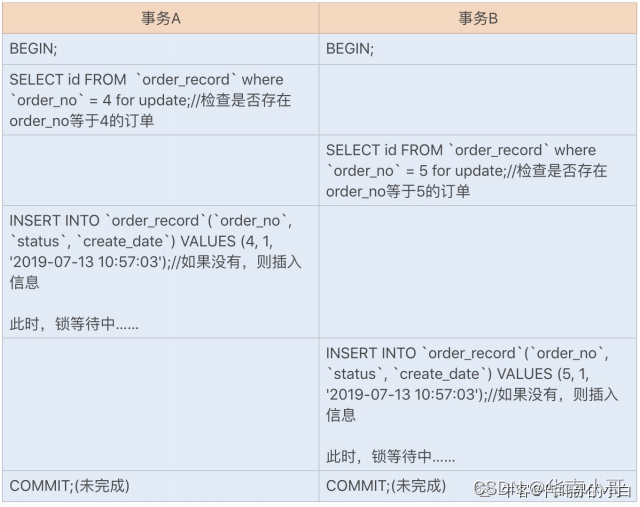 事务A
事务B
BEGIN;
BEGIN;
SELECT id FROM `order_record` where
`order_no` = 4 for update;//检查是否存在
order_no等于4的订单
SELECT id FROM `order_record` where
`order_no` = 5 for update;//检查是否存在
order_no等于5的订单
INSERT INTO `order_record`(`order_no`,
`status`, `create_date`) VALUES (4, 1,
'2019-07-13 10:57:03');//如果没有，则插入
信息
此时，锁等待中……
INSERT INTO `order_record`(`order_no`,
`status`, `create_date`) VALUES (5, 1,
'2019-07-13 10:57:03');//如果没有，则插入
信息
此时，锁等待中……
COMMIT;(未完成)
COMMIT;(未完成)
CSDN @华南小哥